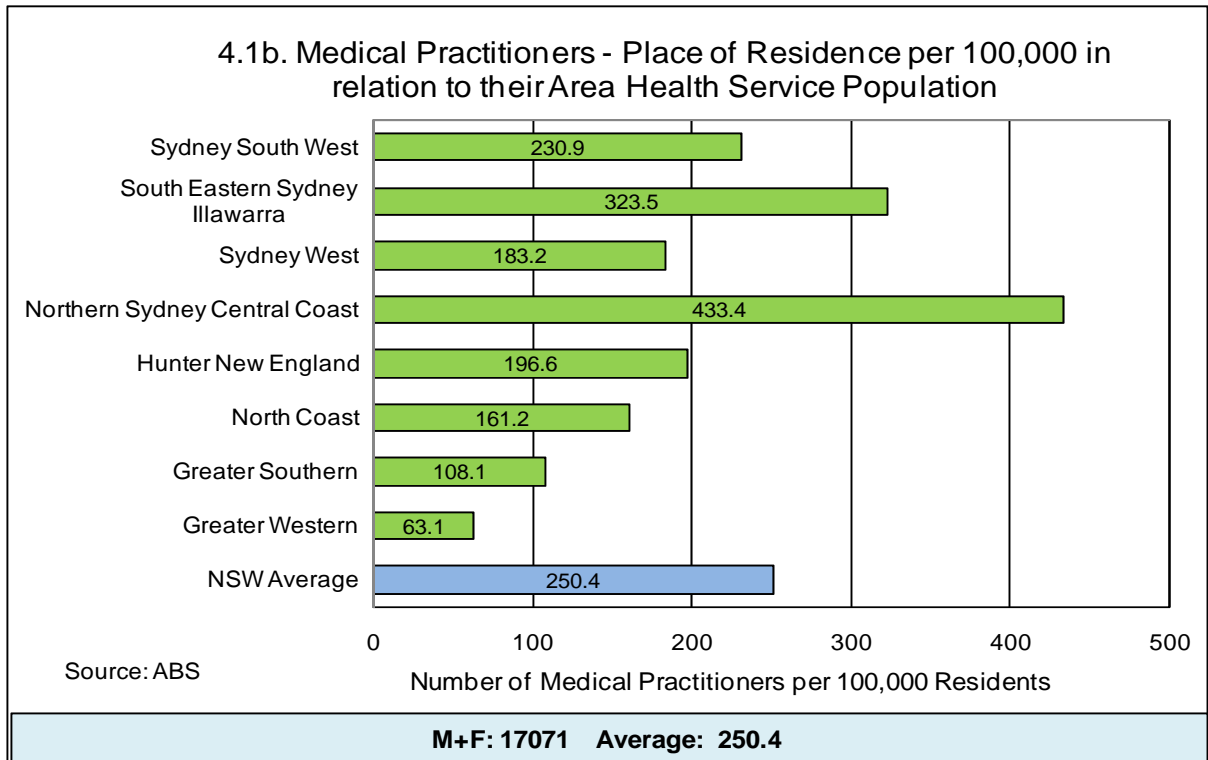 4.1b. Medical Practitioners - Place of Residence per 100,000 in
relation to their Area Health Service Population
Sydney South West
230.9
South Eastern Sydney
Illawarra
323.5
Sydney West
183.2
Northern Sydney Central Coast
433.4
Hunter New England
196.6
North Coast
161.2
Greater Southern
108.1
Greater Western
63.1
NSW Average
250.4
0 100 200 300 400 500
Source: ABS
Number of Medical Practitioners per 100,000 Residents
M+F: 17071 Average: 250.4